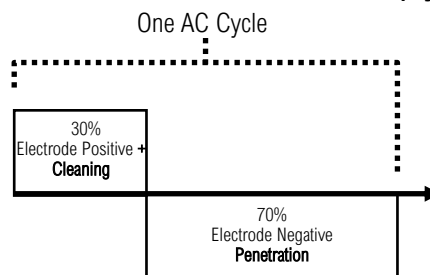 One AC Cycle
30%
Electrode Positive +
Cleaning
70%
Electrode Negative
Penetration